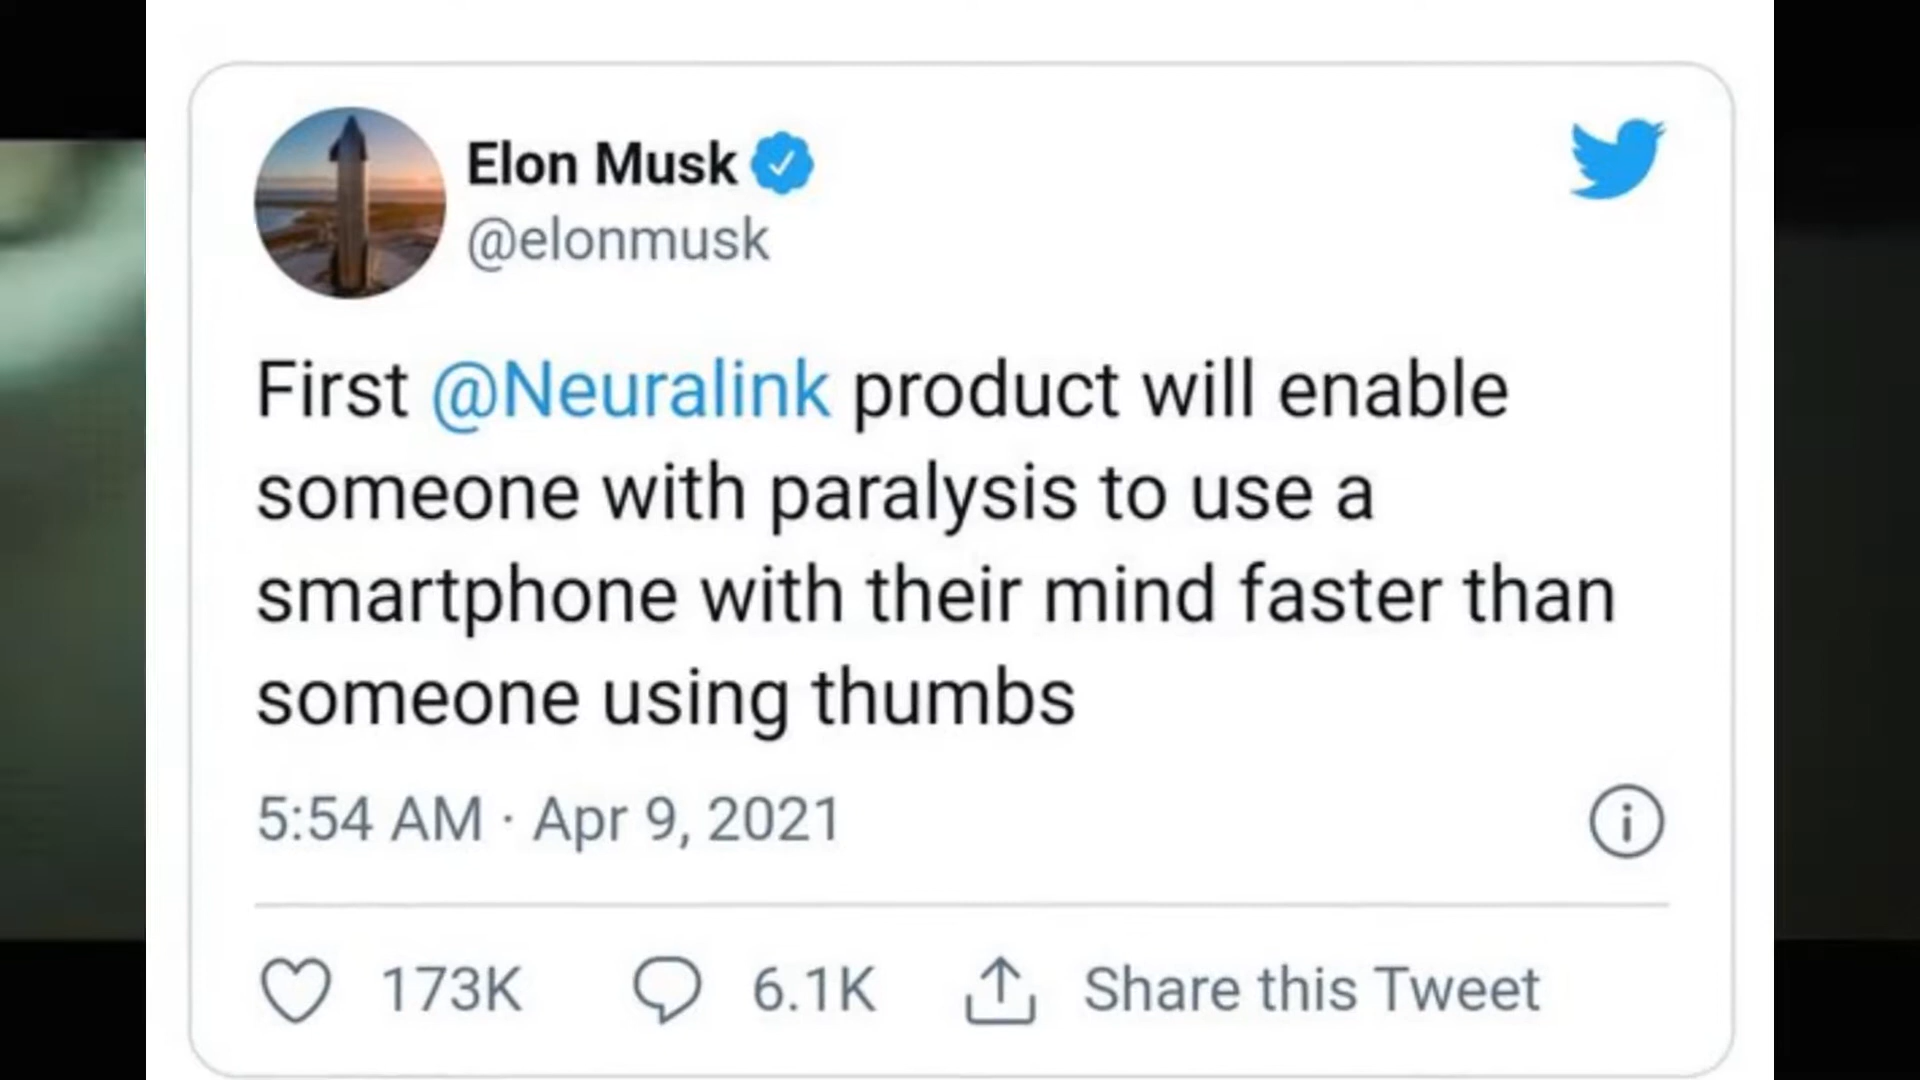 Elon Musk
@elonmusk
First @Neuralink product will enable
someone with paralysis to use a
smartphone with their mind faster than
someone using thumbs
5:54 AM · Apr 9, 2021
173K 6.1K Share this Tweet